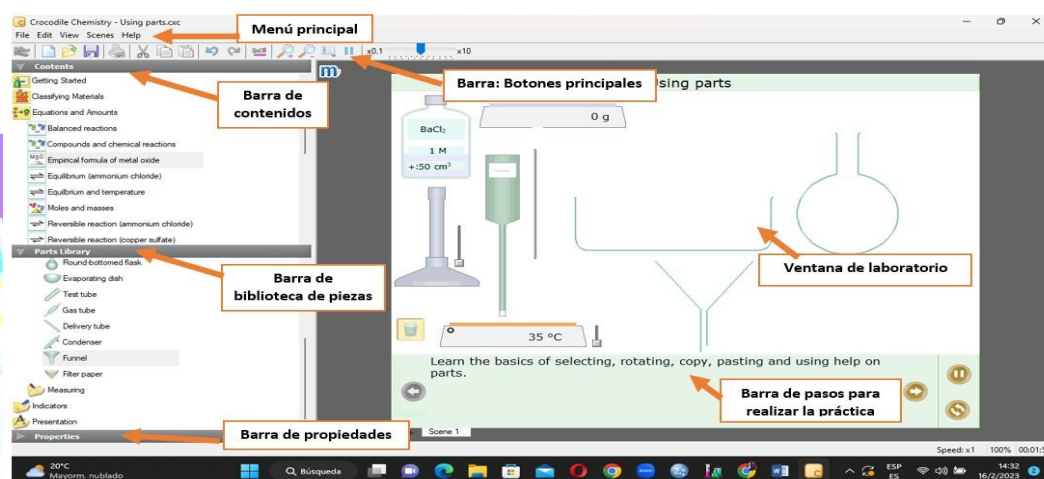 Crocodile Chemistry - Using parts.cxc
Menú principal
File Edit View Scenes Help
x0.1
x10
Contents
Getting Started
Classifying Materials
Equations and Amounts
Balanced reactions
Compounds and chemical reactions
MgO
Empirical formula of metal oxide
Equilibrium (ammonium chloride)
Equilbrium and temperature
Moles and masses
Reversible reaction (ammonium chloride)
Reversible reaction (copper sulfate)
Barra de
contenidos
Barra: Botones principales
sing parts
BaCl₂
1 M
+:50 cm³
0 g
Parts Library
Round-bottomed flask
Evaporating dish
Test tube
Gas tube
Delivery tube
Condenser
Funnel
Filter paper
Measuring
Indicators
Presentation
Properties
Barra de
biblioteca de piezas
Ventana de laboratorio
35 °C
Learn the basics of selecting, rotating, copy, pasting and using help on
parts.
Barra de pasos para
realizar la práctica
Barra de propiedades
Scene 1
Speed: x1
100%
20°C
Mayorm. nublado
Búsqueda
ESP
ES
14:32
16/2/2023